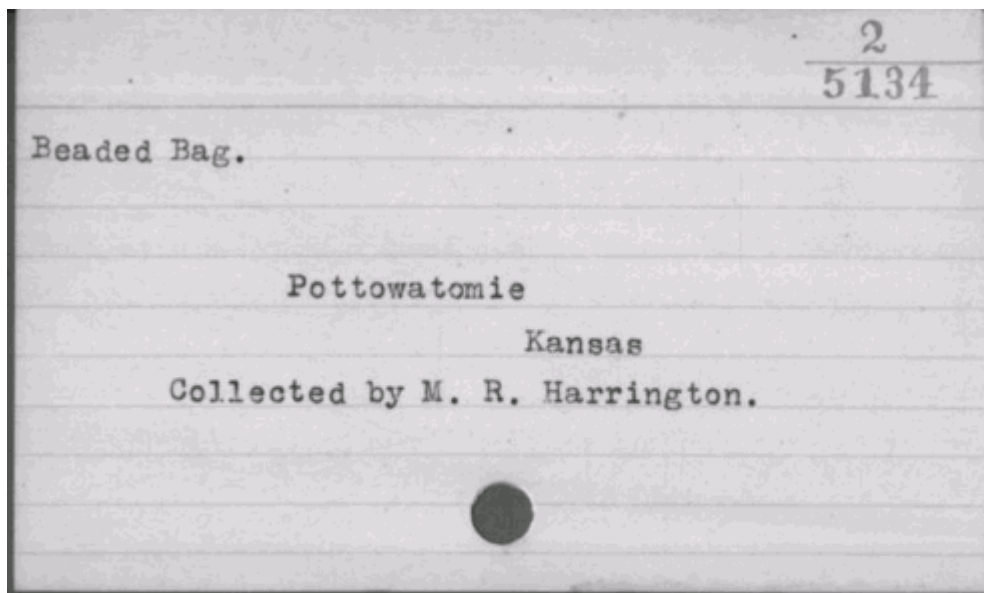 2
5134
Beaded Bag.
Pottowatomie
Kansas
Collected by M. R. Harrington.